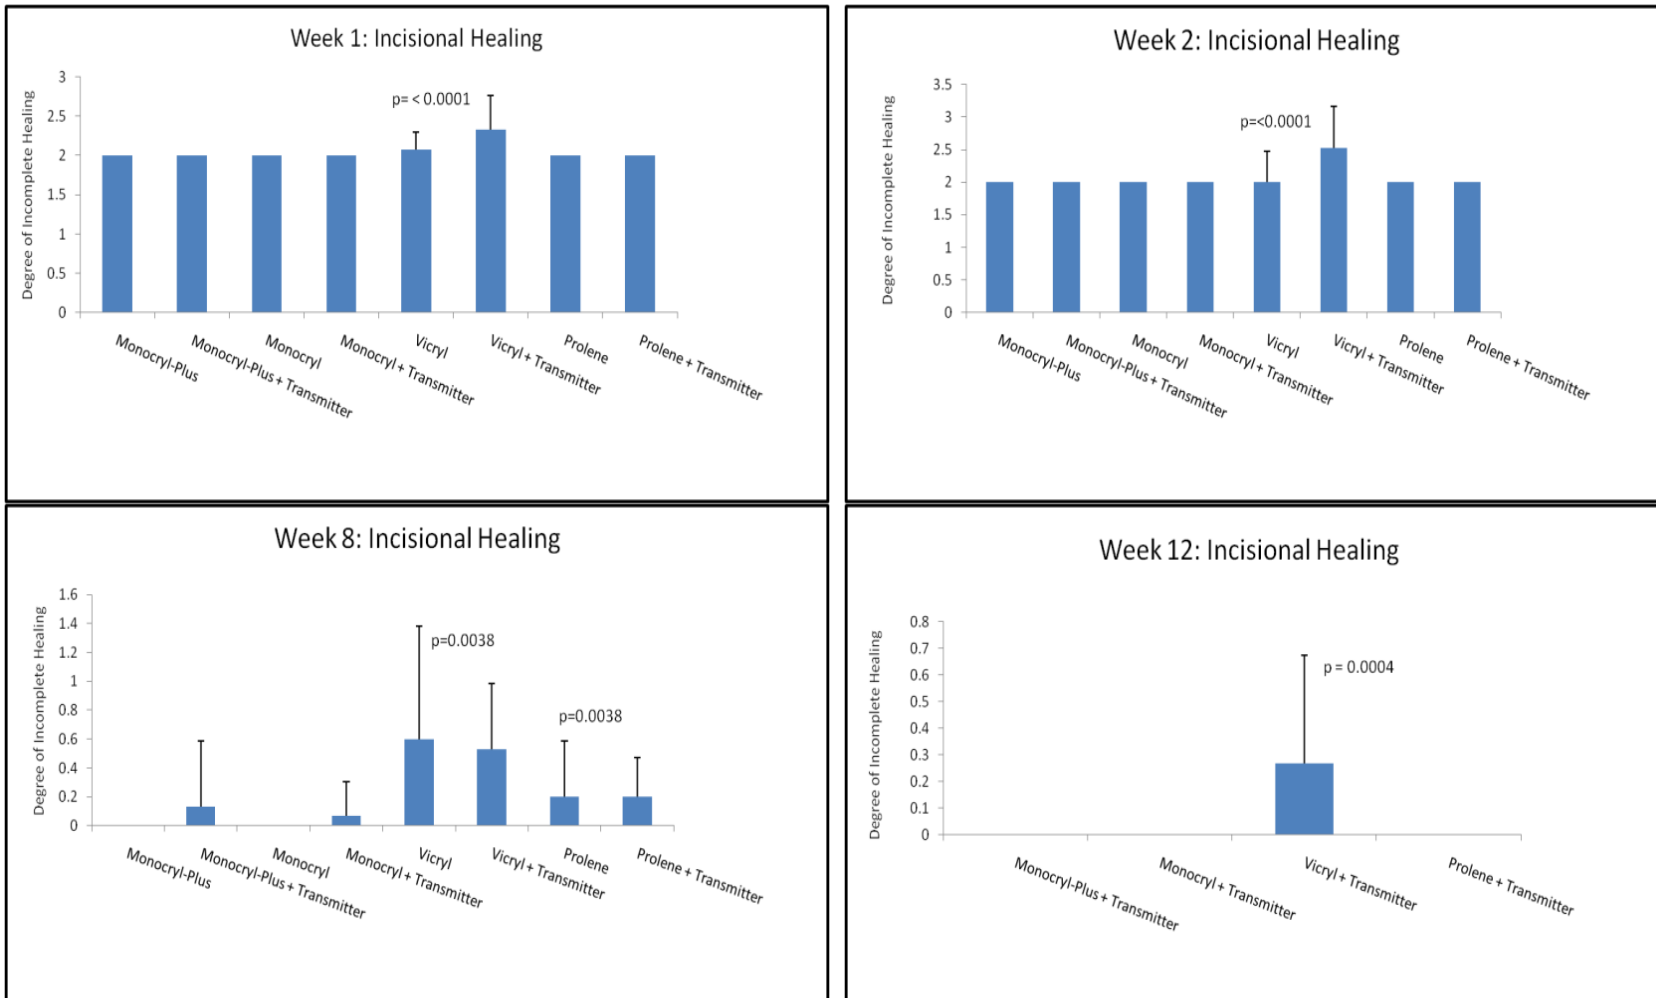 Week 1: Incisional Healing
Degree of Incomplete Healing
3
2.5
2
1.5
1
0.5
0
p= < 0.0001
Monocryl-Plus
Monocryl-Plus + Transmitter
Monocryl
Monocryl + Transmitter
Vicryl
Vicryl + Transmitter
Prolene
Prolene + Transmitter
Week 2: Incisional Healing
Degree of Incomplete Healing
3.5
3
2.5
2
1.5
1
0.5
0
p=<0.0001
Monocryl-Plus
Monocryl-Plus + Transmitter
Monocryl
Monocryl + Transmitter
Vicryl
Vicryl + Transmitter
Prolene
Prolene + Transmitter
Week 8: Incisional Healing
Degree of Incomplete Healing
1.6
1.4
1.2
1
0.8
0.6
0.4
0.2
0
p=0.0038
p=0.0038
Monocryl-Plus
Monocryl-Plus + Transmitter
Monocryl
Monocryl + Transmitter
Vicryl
Vicryl + Transmitter
Prolene
Prolene + Transmitter
Week 12: Incisional Healing
Degree of Incomplete Healing
0.8
0.7
0.6
0.5
0.4
0.3
0.2
0.1
0
p = 0.0004
Monocryl-Plus + Transmitter
Monocryl + Transmitter
Vicryl + Transmitter
Prolene + Transmitter